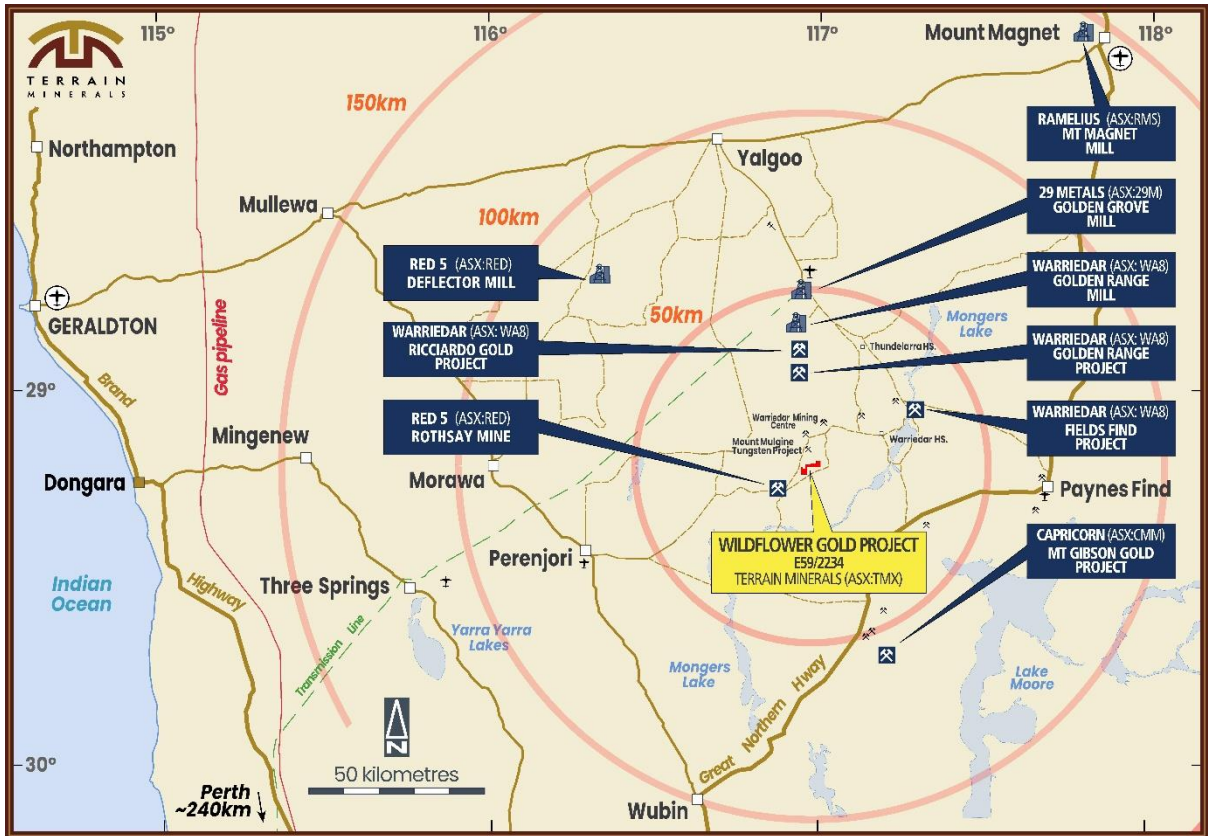 115°
116°
117°
118°
TERRAIN
MINERALS
Mount Magnet
150km
RAMELIUS (ASX:RMS)
MT MAGNET
MILL
Northampton
Yalgoo
Mullewa
100km
29 METALS (ASX:29M)
GOLDEN GROVE
MILL
RED 5 (ASX:RED)
DEFLECTOR MILL
WARRIEDAR (ASX: WA8)
GOLDEN RANGE
MILL
GERALDTON
50km
Mongers
Lake
WARRIEDAR (ASX: WA8)
RICCIARDO GOLD
PROJECT
Thundelarra HS.
WARRIEDAR (ASX: WA8)
GOLDEN RANGE
PROJECT
Gas pipeline
29°
Brand
Highway
RED 5 (ASX:RED)
ROTHSAY MINE
Warriedar Mining
Centre
Mount Mulgine
Tungsten Project
Warriedar HS.
WARRIEDAR (ASX: WA8)
FIELDS FIND
PROJECT
Mingenew
Morawa
Dongara
Paynes Find
WILDFLOWER GOLD PROJECT
E59/2234
TERRAIN MINERALS (ASX:TMX)
CAPRICORN (ASX:CMM)
MT GIBSON GOLD
PROJECT
Perenjori
Indian
Ocean
Three Springs
Transmission Line
Yarra Yarra
Lakes
Mongers
Lake
Great Northern Hway
Lake
Moore
N
30°
50 kilometres
Perth
~240km
Wubin